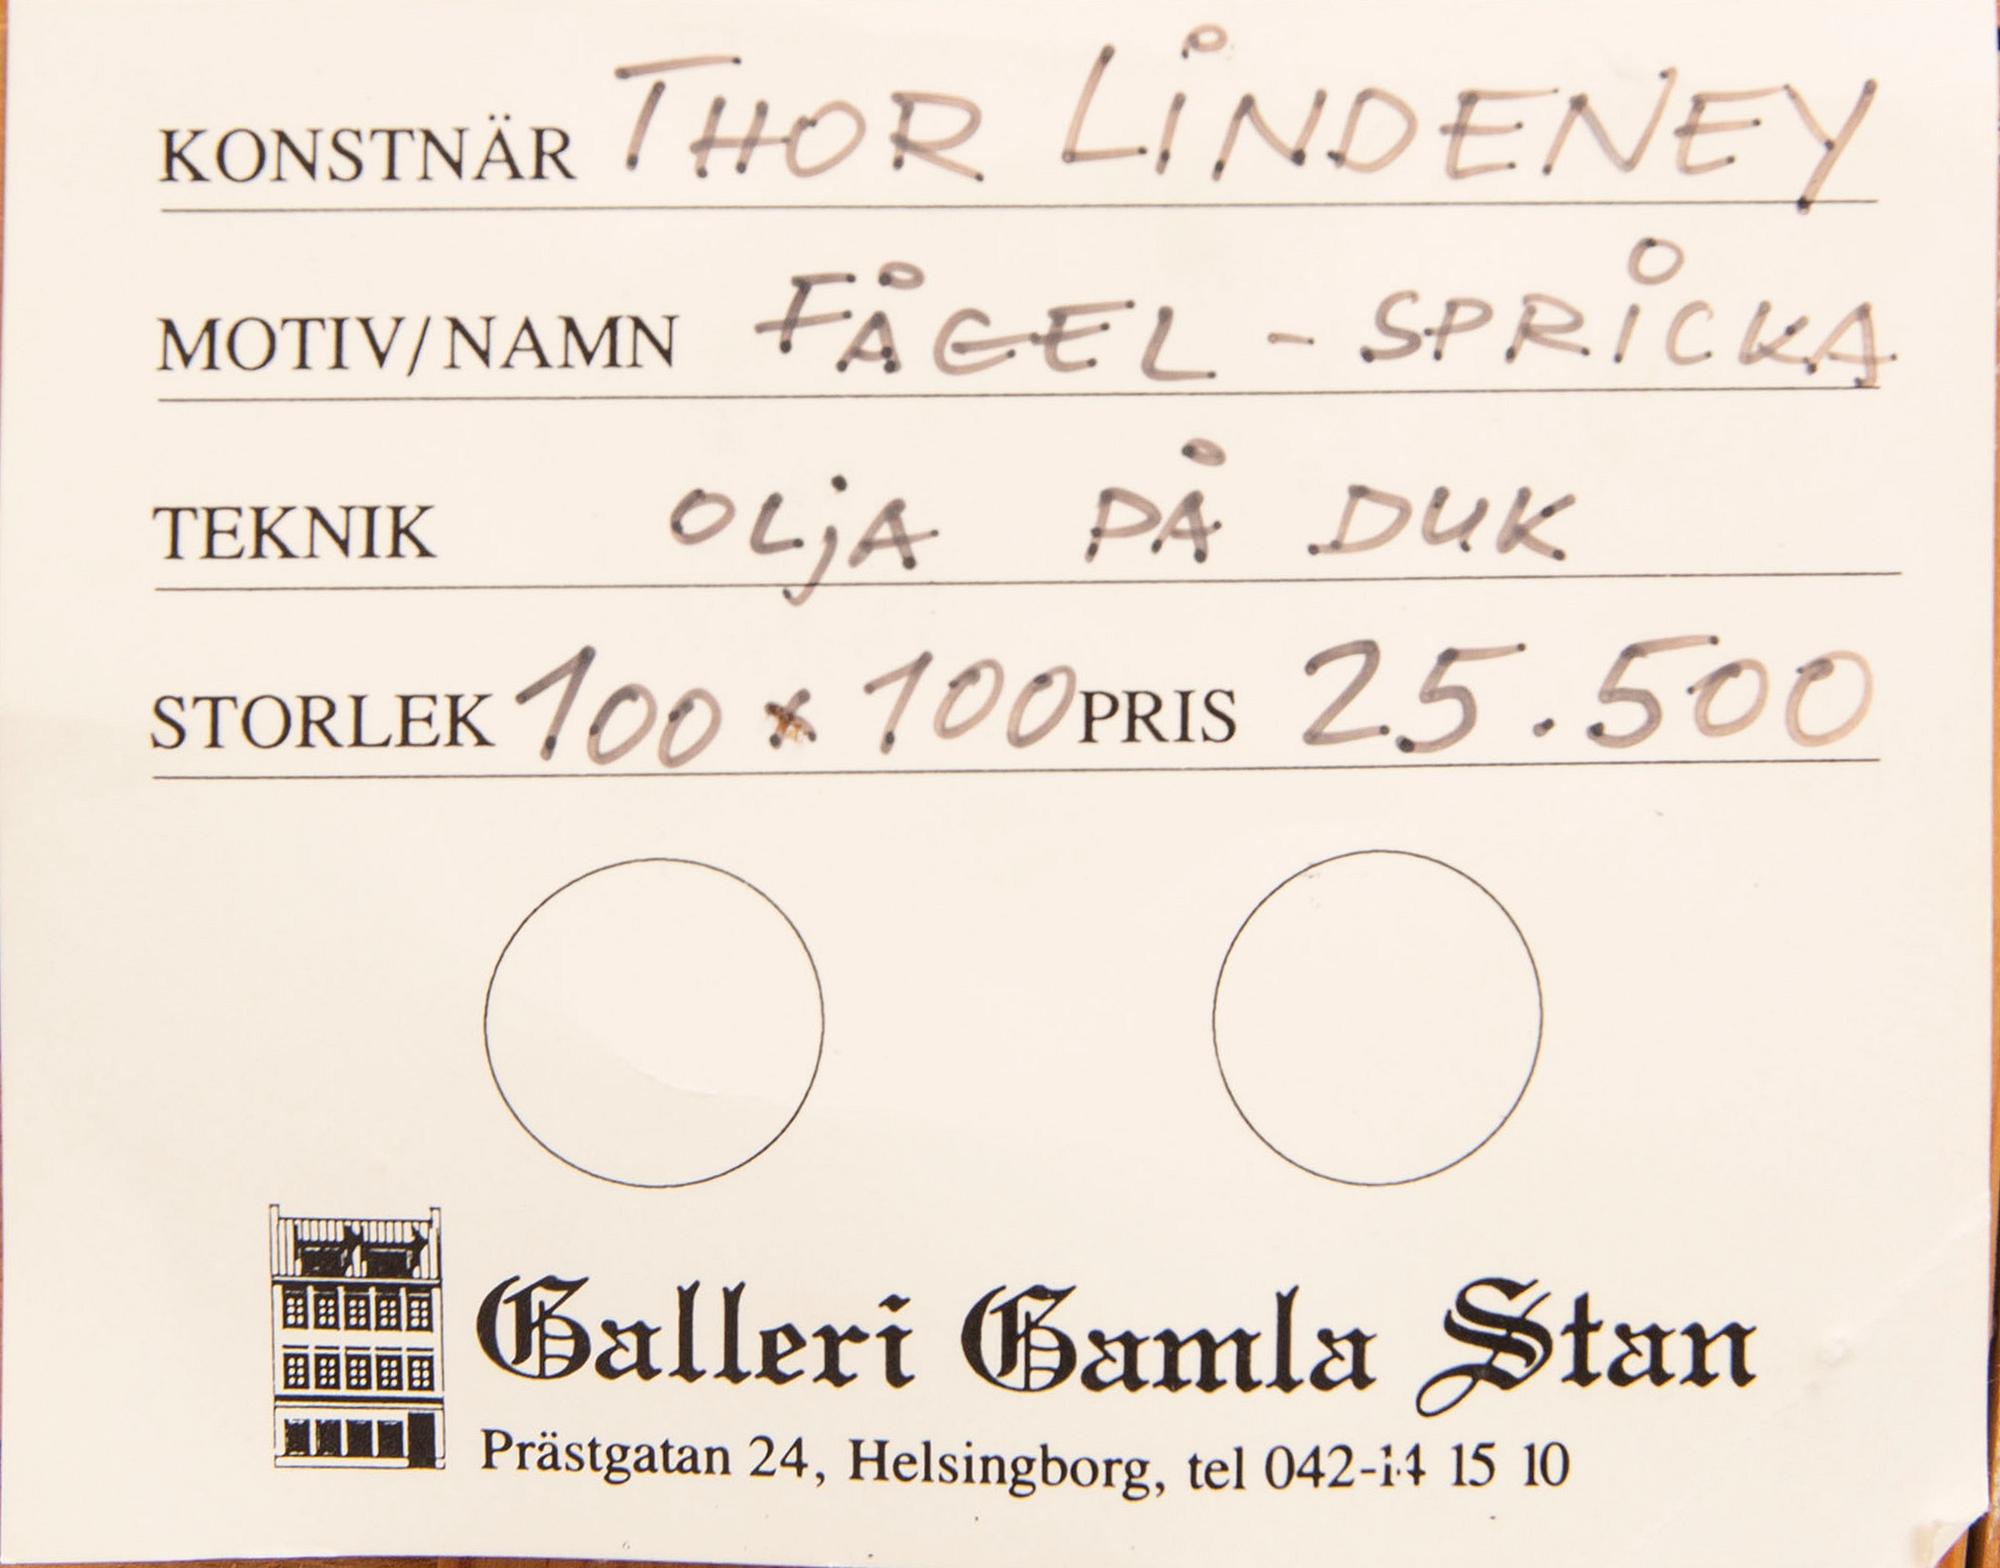 KONSTNÄR THOR LINDENEY
MOTIV/NAMN FÅGEL - SPRICKA
TEKNIK OLJA PÅ DUK
STORLEK 100 x 100 PRIS 25.500
Galleri Gamla Stan
Prästgatan 24, Helsingborg, tel 042-14 15 10